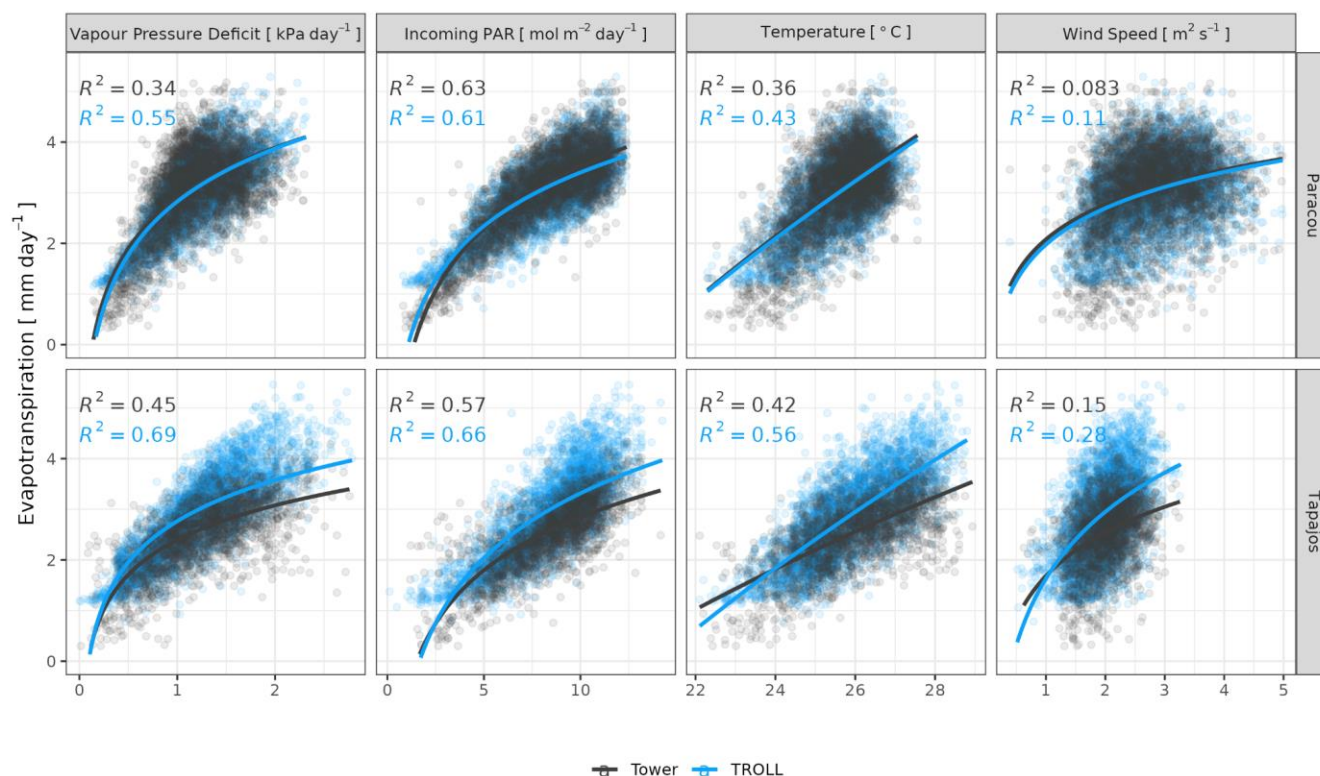 Vapour Pressure Deficit [ kPa day⁻¹ ]
Incoming PAR [ mol m⁻² day⁻¹ ]
Temperature [ ° C ]
Wind Speed [ m² s⁻¹ ]
Evapotranspiration [ mm day⁻¹ ]
R² = 0.34
R² = 0.55
R² = 0.63
R² = 0.61
R² = 0.36
R² = 0.43
R² = 0.083
R² = 0.11
Paracou
4
2
0
R² = 0.45
R² = 0.69
R² = 0.57
R² = 0.66
R² = 0.42
R² = 0.56
R² = 0.15
R² = 0.28
Tapajos
4
2
0
0 1 2
0 5 10
22 24 26 28
1 2 3 4 5
Tower TROLL